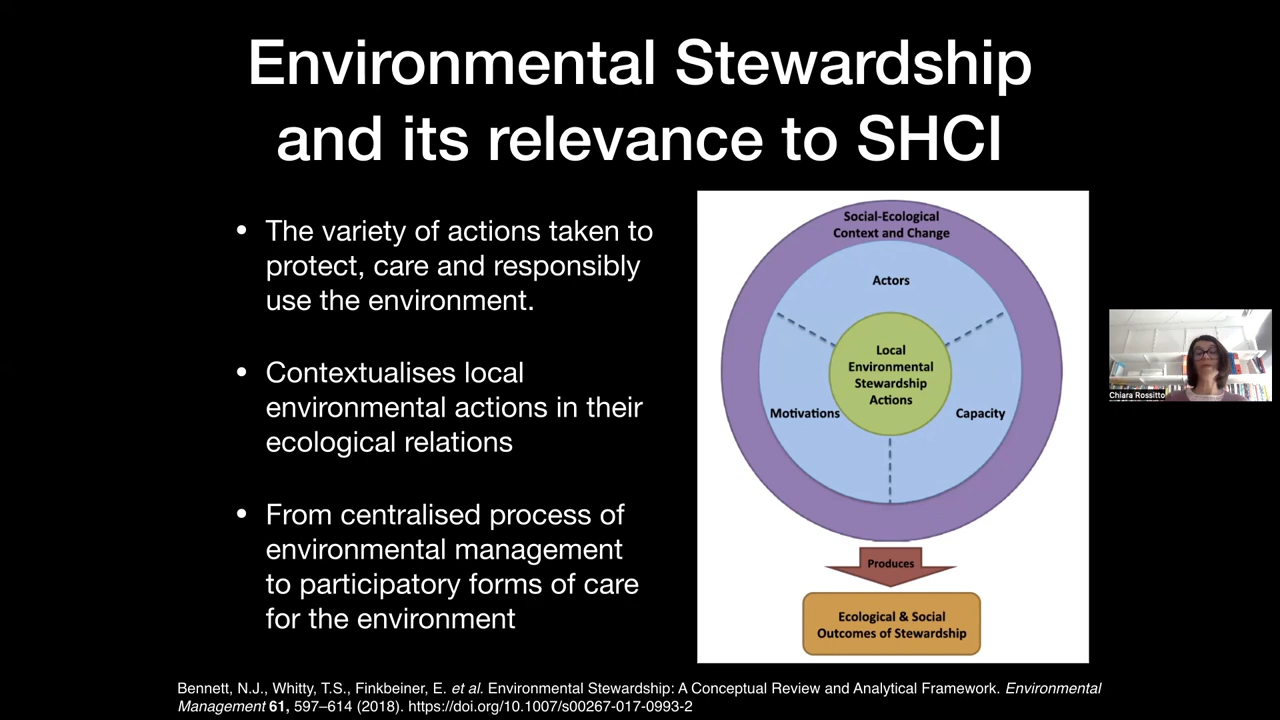 Environmental Stewardship
and its relevance to SHCI
• The variety of actions taken to
protect, care and responsibly
use the environment.
• Contextualises local
environmental actions in their
ecological relations
• From centralised process of
environmental management
to participatory forms of care
for the environment
Social-Ecological
Context and Change
Actors
Local
Environmental
Stewardship
Actions
Motivations
Capacity
Produces
Ecological & Social
Outcomes of Stewardship
Chiara Rossitto
Bennett, N.J., Whitty, T.S., Finkbeiner, E. et al. Environmental Stewardship: A Conceptual Review and Analytical Framework. Environmental
Management 61, 597–614 (2018). https://doi.org/10.1007/s00267-017-0993-2